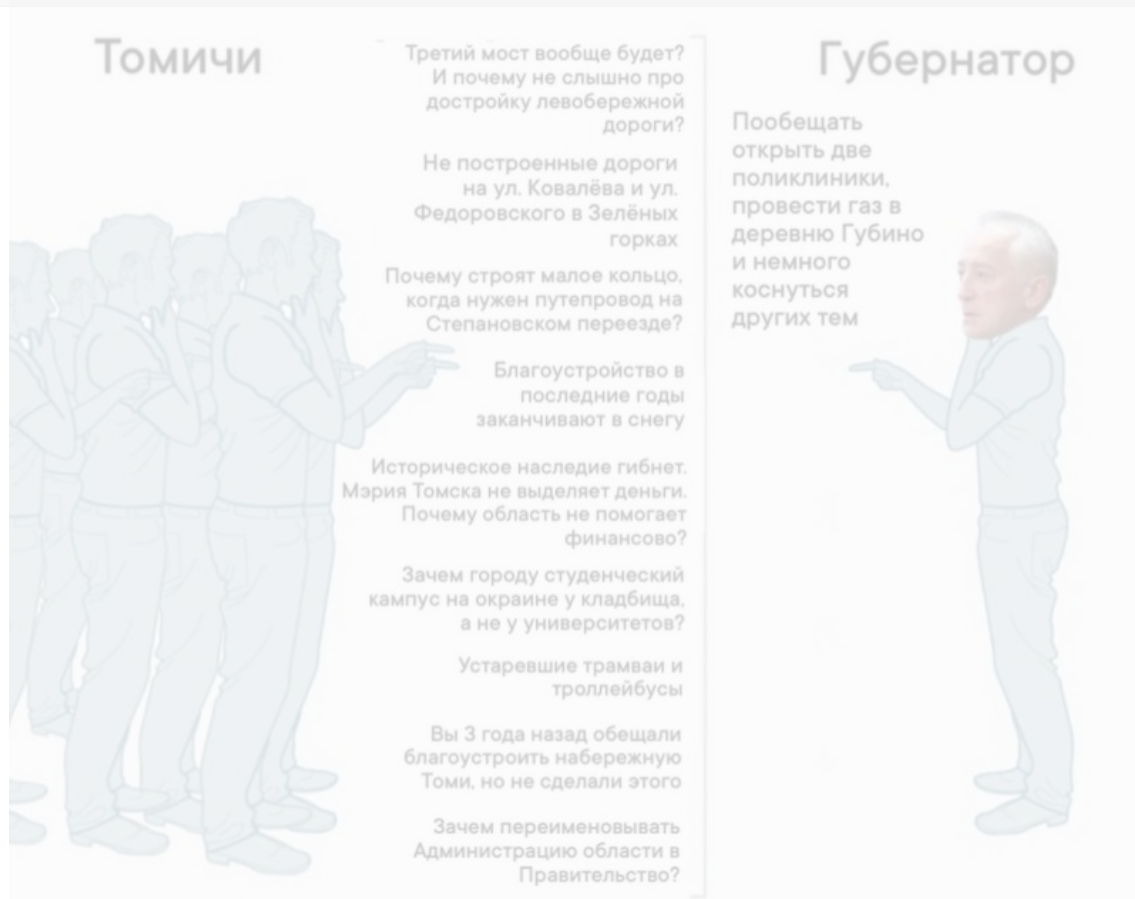 Томичи
Третий мост вообще будет?
И почему не слышно про
достройку левобережной
дороги?
Не построенные дороги
на ул. Ковалёва и ул.
Федоровского в Зелёных
горках
Почему строят малое кольцо,
когда нужен путепровод на
Степановском переезде?
Благоустройство в
последние годы
заканчивают в снегу
Историческое наследие гибнет.
Мэрия Томска не выделяет деньги.
Почему область не помогает
финансово?
Зачем городу студенческий
кампус на окраине у кладбища,
а не у университетов?
Устаревшие трамваи и
троллейбусы
Вы 3 года назад обещали
благоустроить набережную
Томи, но не сделали этого
Зачем переименовывать
Администрацию области в
Правительство?
Губернатор
Пообещать
открыть две
поликлиники,
провести газ в
деревню Губино
и немного
коснуться
других тем